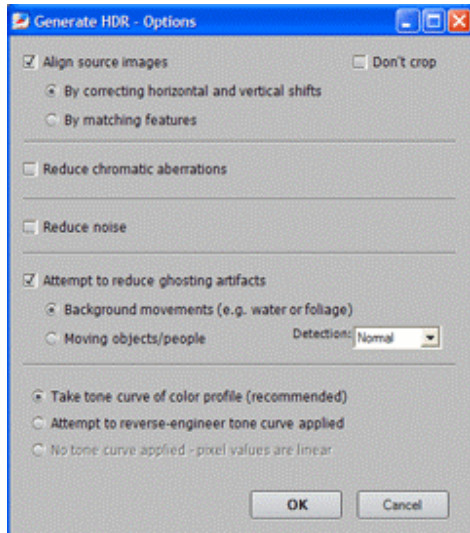 Generate HDR - Options
Align source images
Don't crop
By correcting horizontal and vertical shifts
By matching features
Reduce chromatic aberrations
Reduce noise
Attempt to reduce ghosting artifacts
Background movements (e.g. water or foliage)
Moving objects/people
Detection: Normal
Take tone curve of color profile (recommended)
Attempt to reverse-engineer tone curve applied
No tone curve applied - pixel values are linear
OK
Cancel